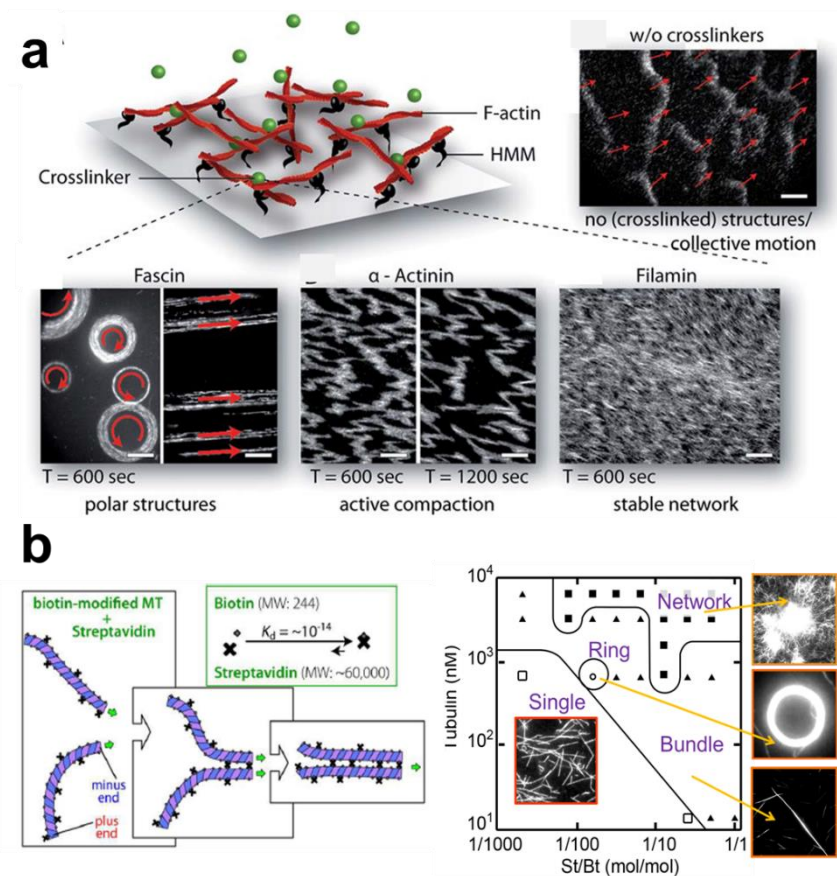 a
w/o crosslinkers
F-actin
HMM
Crosslinker
no (crosslinked) structures/
collective motion
Fascin
α - Actinin
Filamin
T = 600 sec
T = 600 sec
T = 1200 sec
T = 600 sec
polar structures
active compaction
stable network
b
biotin-modified MT
+
Streptavidin
Biotin (MW: 244)
Kd = ~10-14
Streptavidin (MW: ~60,000)
minus
end
plus
end
Tubulin (nM)
104
103
102
101
Network
Ring
Single
Bundle
1/1000
1/100
1/10
1/1
St/Bt (mol/mol)